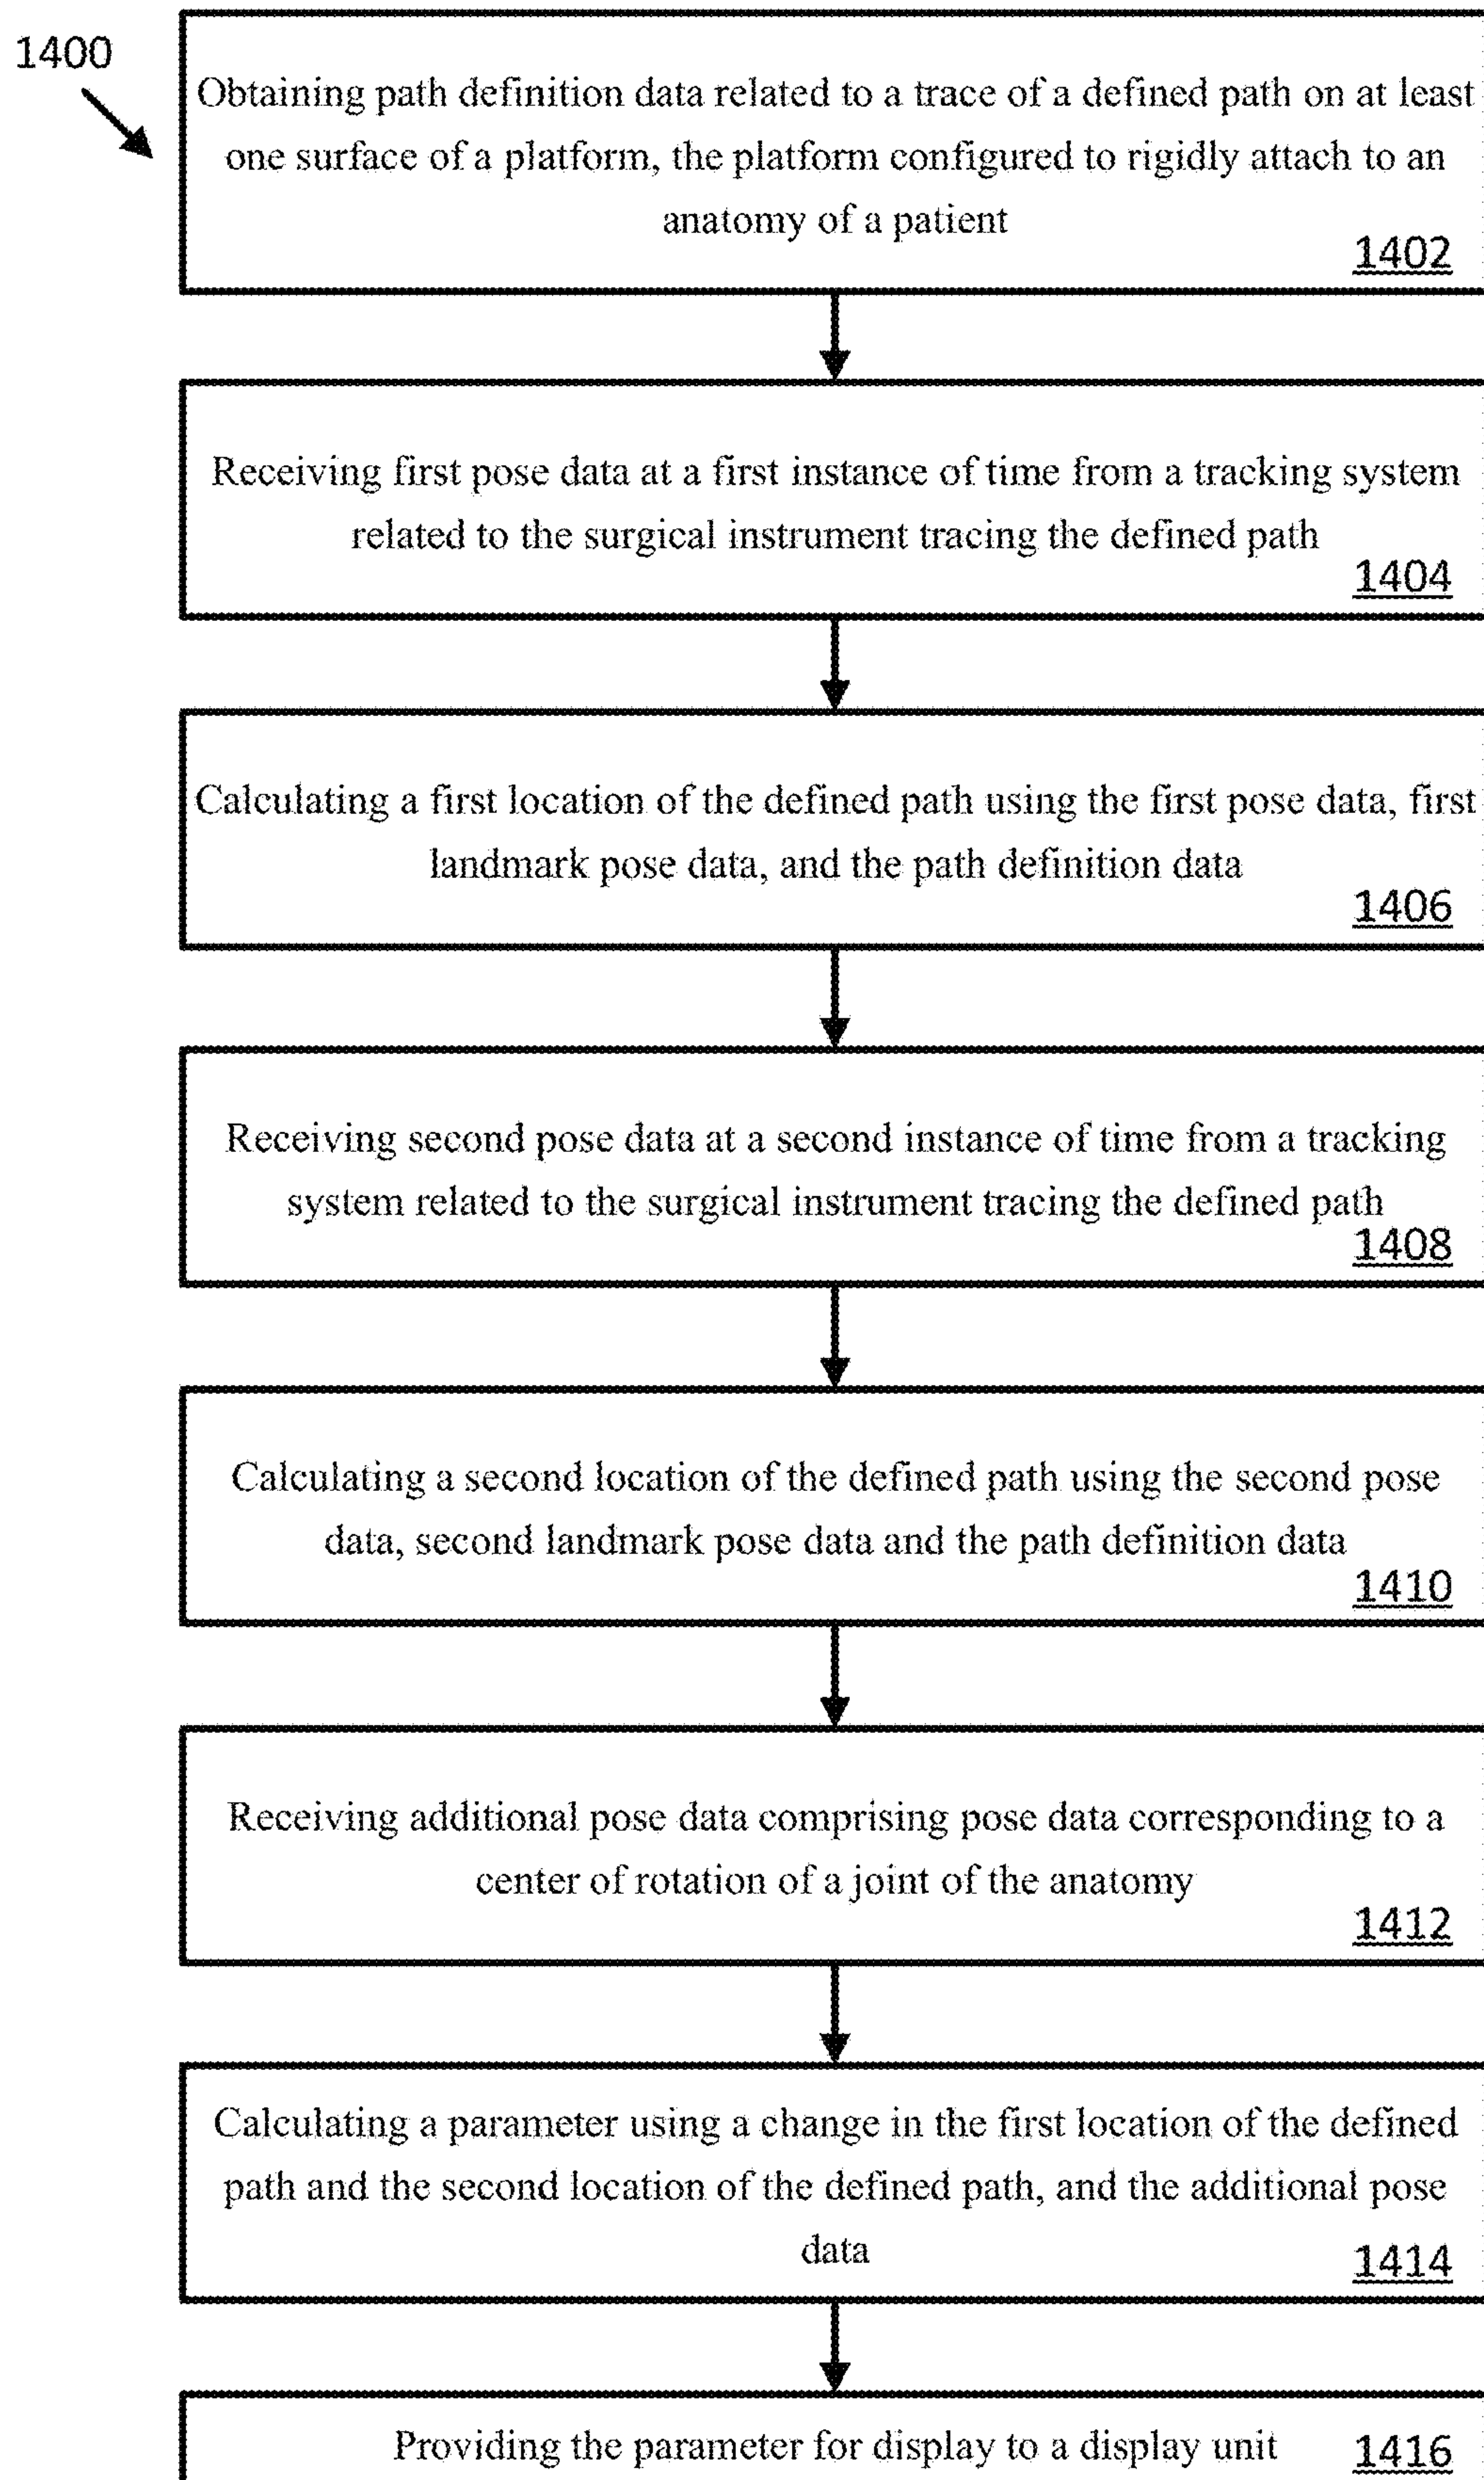 1400
Obtaining path definition data related to a trace of a defined path on at least
one surface of a platform, the platform configured to rigidly attach to an
anatomy of a patient
1402
Receiving first pose data at a first instance of time from a tracking system
related to the surgical instrument tracing the defined path
1404
Calculating a first location of the defined path using the first pose data, first
landmark pose data, and the path definition data
1406
Receiving second pose data at a second instance of time from a tracking
system related to the surgical instrument tracing the defined path
1408
Calculating a second location of the defined path using the second pose
data, second landmark pose data and the path definition data
1410
Receiving additional pose data comprising pose data corresponding to a
center of rotation of a joint of the anatomy
1412
Calculating a parameter using a change in the first location of the defined
path and the second location of the defined path, and the additional pose
data
1414
Providing the parameter for display to a display unit
1416